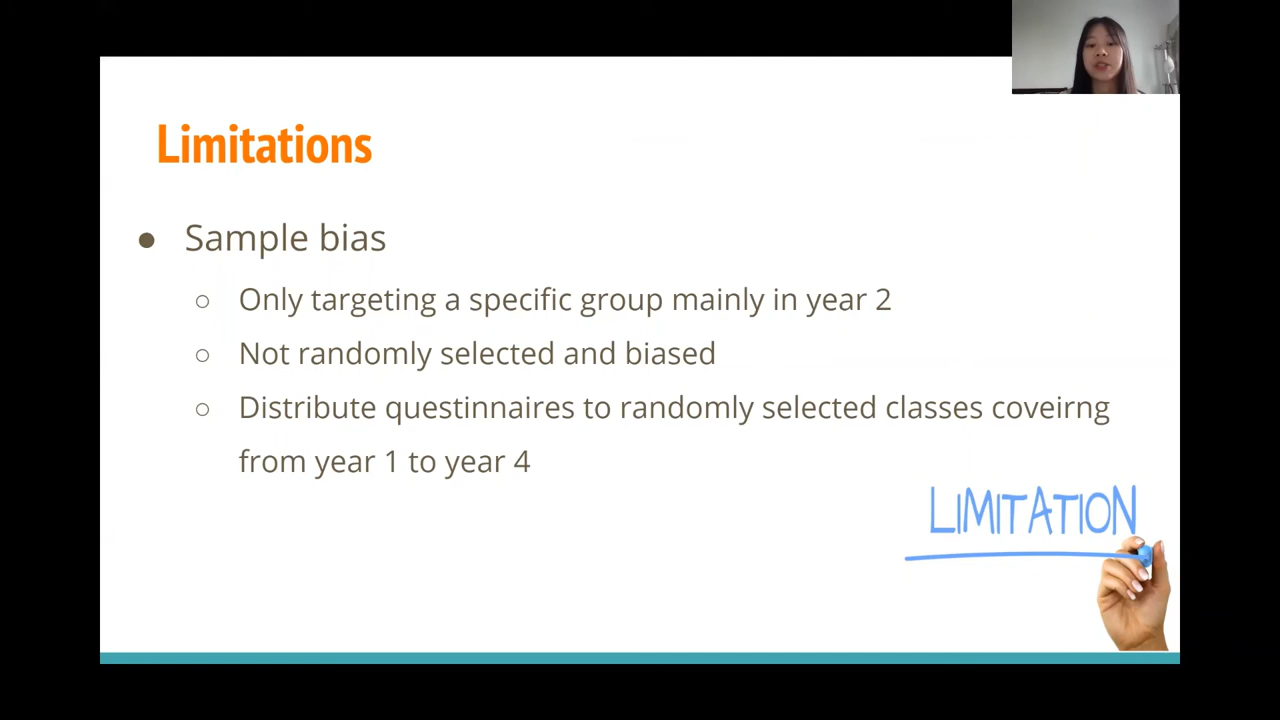 Limitations
● Sample bias
○ Only targeting a specific group mainly in year 2
○ Not randomly selected and biased
○ Distribute questinnaires to randomly selected classes coveirng
from year 1 to year 4
LIMITATION